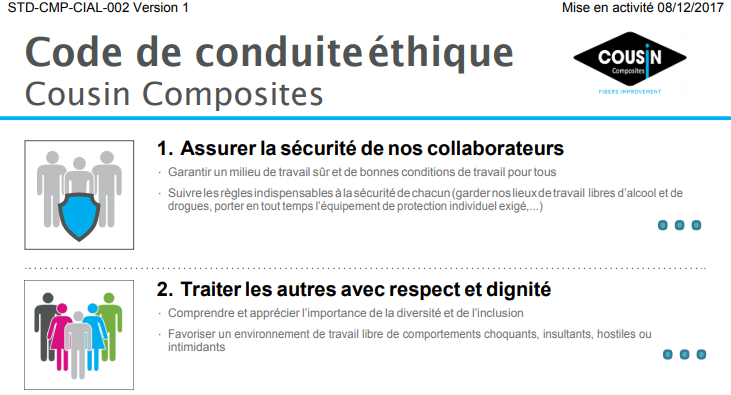 STD-CMP-CIAL-002 Version 1
Mise en activité 08/12/2017
Code de conduite éthique
Cousin Composites
COUSIN
Composites
FIBERS IMPROVEMENT
1. Assurer la sécurité de nos collaborateurs
· Garantir un milieu de travail sûr et de bonnes conditions de travail pour tous
· Suivre les règles indispensables à la sécurité de chacun (garder nos lieux de travail libres d'alcool et de
drogues, porter en tout temps l'équipement de protection individuel exigé,...)
2. Traiter les autres avec respect et dignité
· Comprendre et apprécier l'importance de la diversité et de l'inclusion
· Favoriser un environnement de travail libre de comportements choquants, insultants, hostiles ou
intimidants